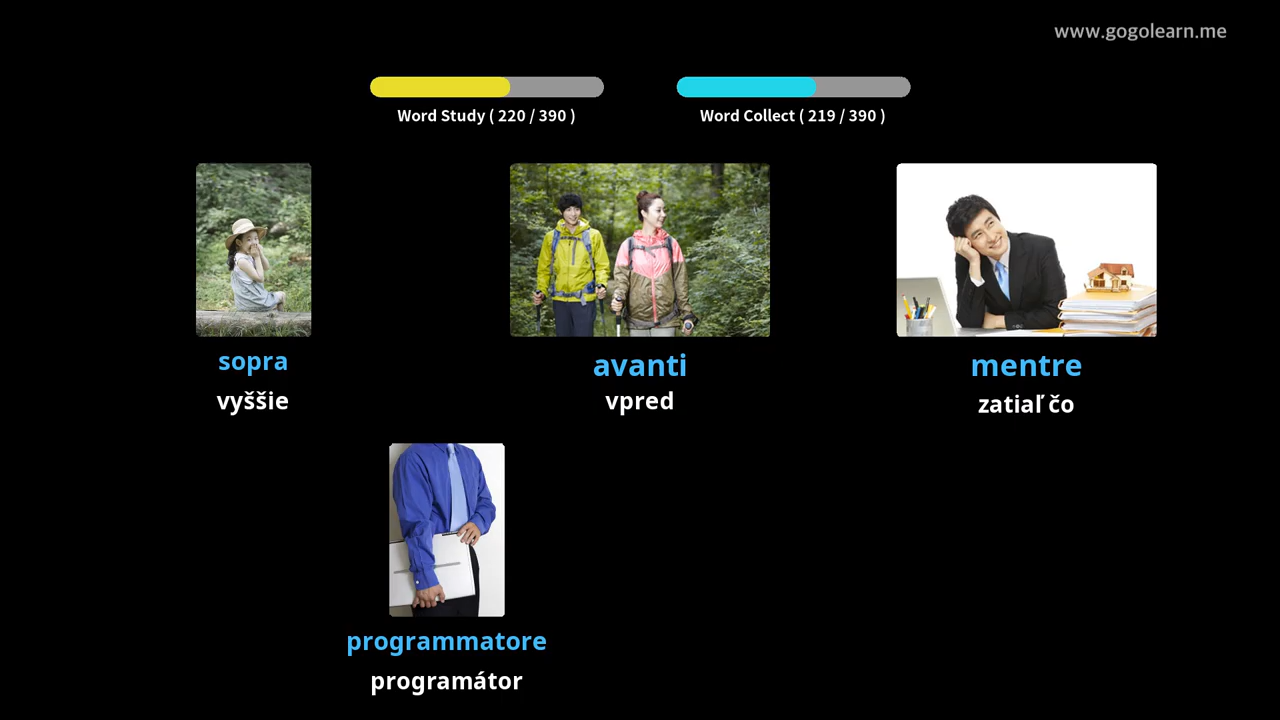 www.gogolearn.me
Word Study ( 220 / 390 )
Word Collect ( 219 / 390 )
sopra
vyššie
avanti
vpred
mentre
zatiaľ čo
programmatore
programátor